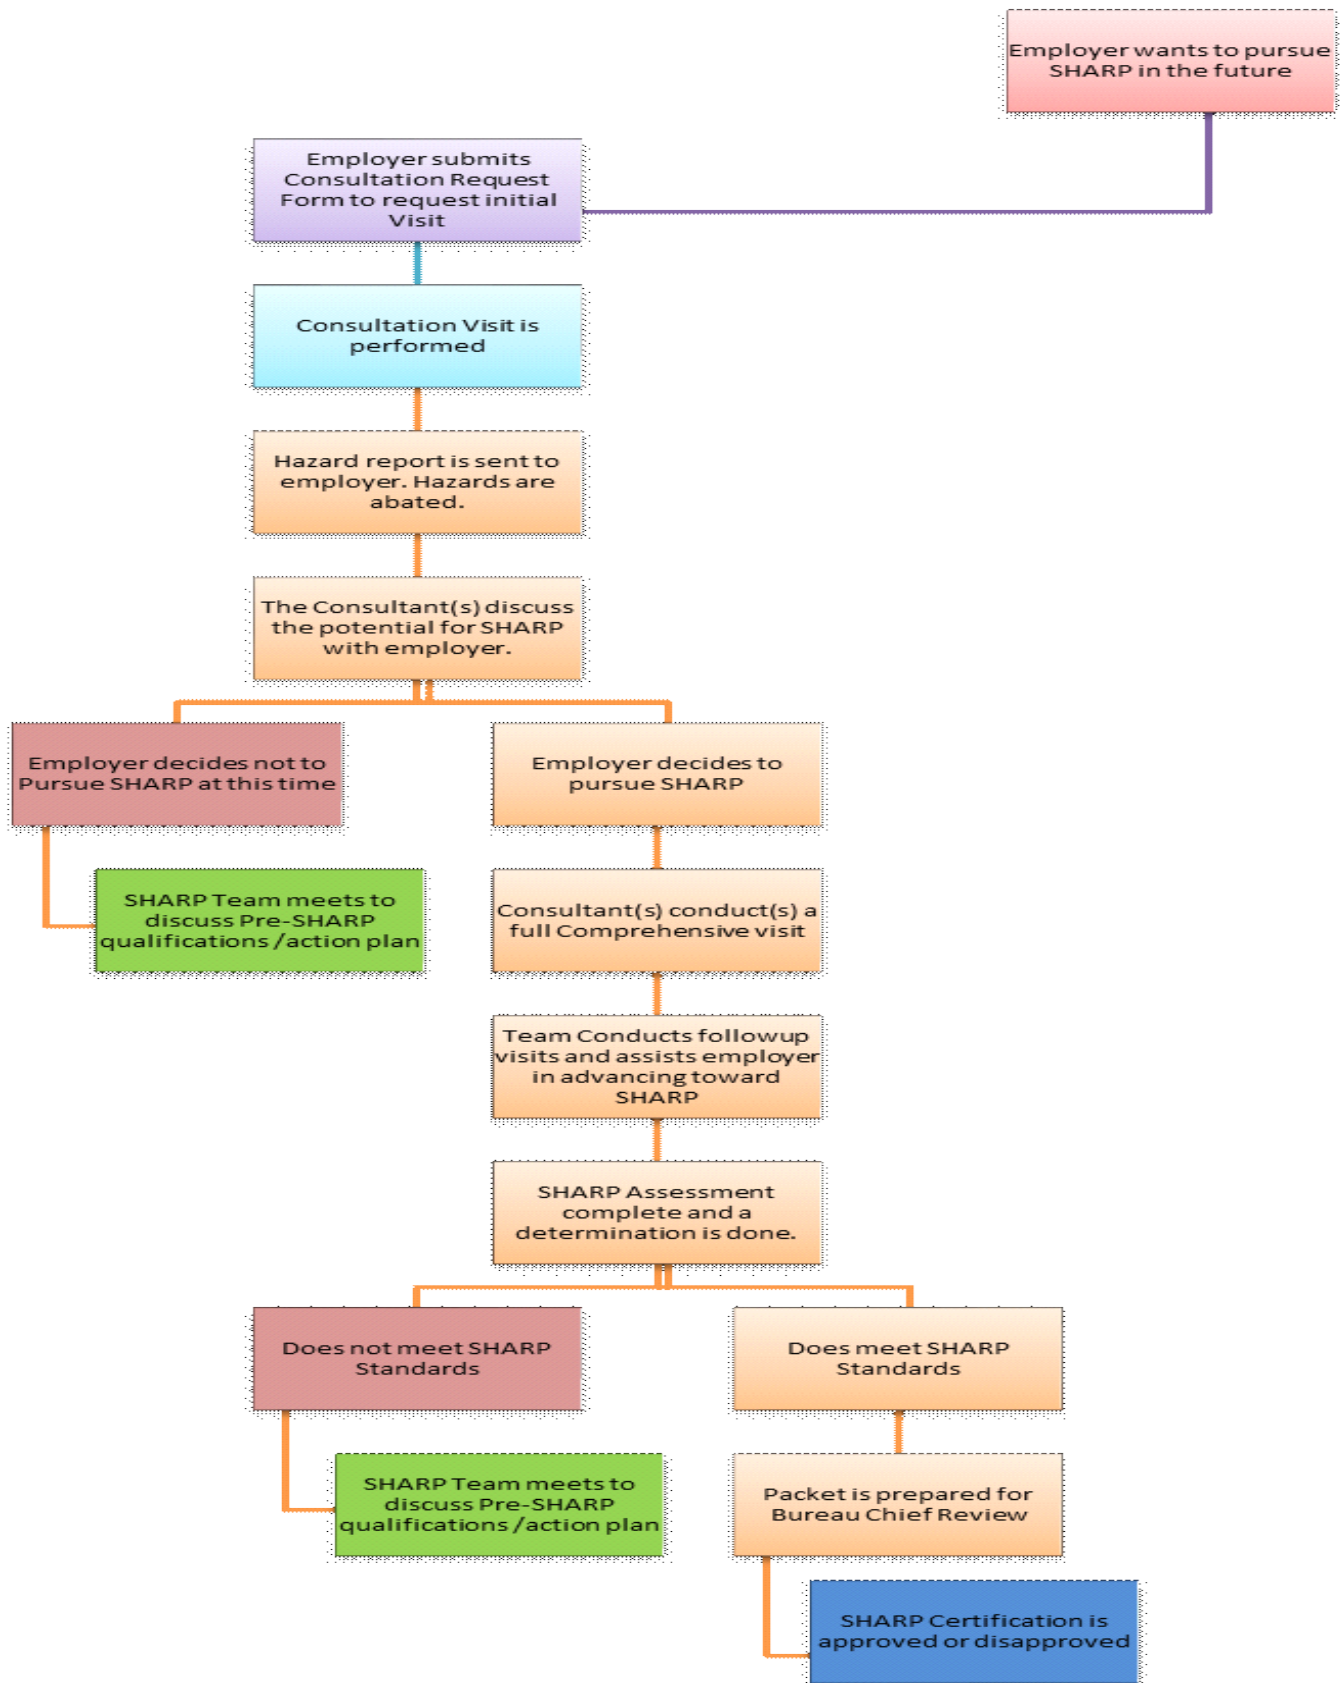 Employer wants to pursue
SHARP in the future
Employer submits
Consultation Request
Form to request initial
Visit
Consultation Visit is
performed
Hazard report is sent to
employer. Hazards are
abated.
The Consultant(s) discuss
the potential for SHARP
with employer.
Employer decides not to
Pursue SHARP at this time
Employer decides to
pursue SHARP
SHARP Team meets to
discuss Pre-SHARP
qualifications /action plan
Consultant(s) conduct(s) a
full Comprehensive visit
Team Conducts followup
visits and assists employer
in advancing toward
SHARP
SHARP Assessment
complete and a
determination is done.
Does not meet SHARP
Standards
Does meet SHARP
Standards
SHARP Team meets to
discuss Pre-SHARP
qualifications /action plan
Packet is prepared for
Bureau Chief Review
SHARP Certification is
approved or disapproved